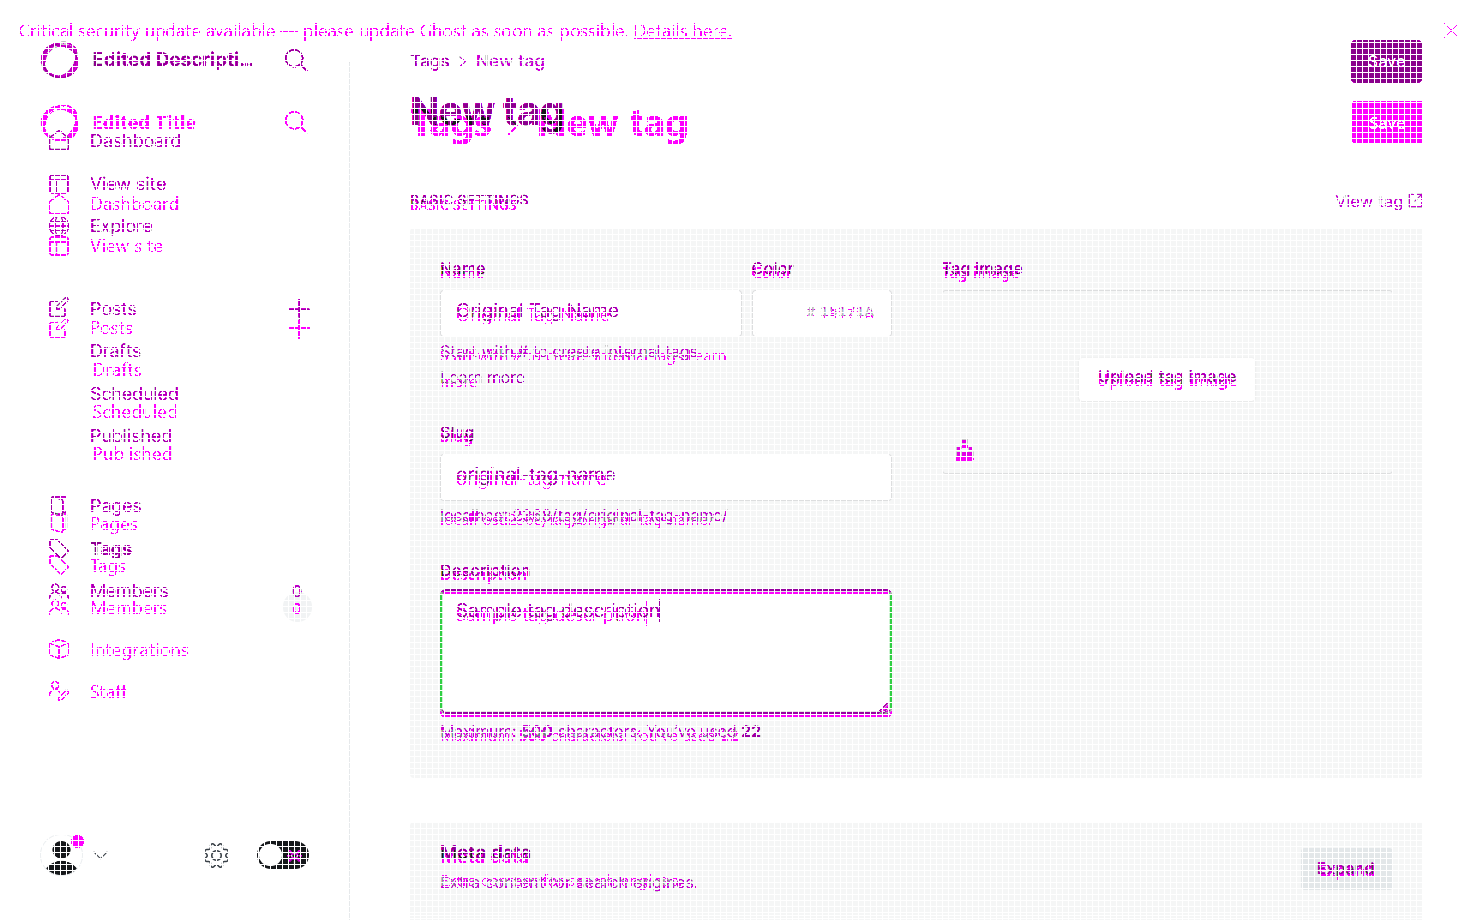 Critical security update available — please update Ghost as soon as possible. Details here.
Edited Descripti...
Tags > New tag
Save
New tag
Edited Title
Tags > New tag
Save
Dashboard
View site
Dashboard
BASIC SETTINGS
BASIC SETTINGS
View tag
Explore
View site
Name
Color
Tag image
Posts
Original Tag Name
Posts
Drafts
Start with # to create internal tags
Learn more
Drafts
Upload tag image
Scheduled
Scheduled
Published
Published
Slug
original-tag-name
Pages
Pages
localhost:2368/tag/original-tag-name/
Tags
Tags
Description
Members 0
Members 0
Sample tag description
Integrations
Staff
Maximum: 500 characters. You've used 22
Meta data
Expand
Extra content for search engines.